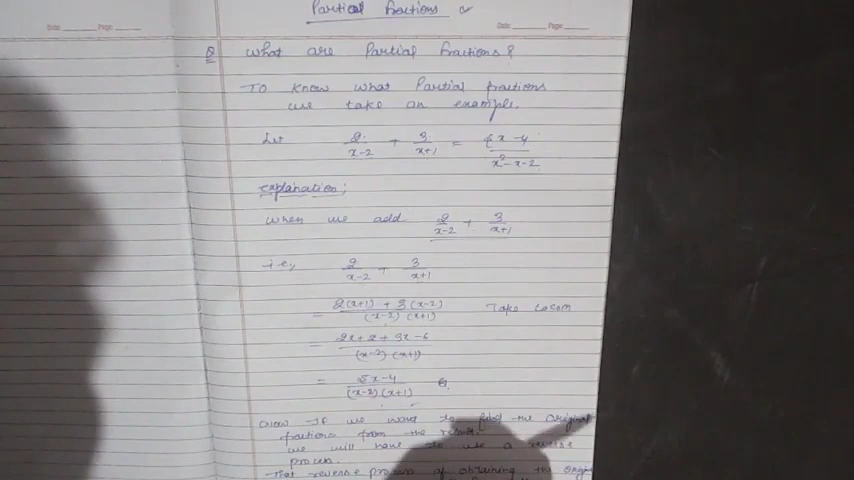 Partial fractions
Date Page
Date Page
Q What are Partial fractions?
To know what Partial fractions
we take an example.
Let 2/(x-2) + 3/(x+1) = (5x-4)/(x²-x-2)
explanation;
when we add 2/(x-2) + 3/(x+1)
i.e., 2/(x-2) + 3/(x+1)
= (2(x+1) + 3(x-2))/((x-2)(x+1)) Take
= (2x+2+3x-6)/((x-2)(x+1))
= (5x-4)/((x-2)(x+1))
Now If we want to find the original
fractions from the result
we will have to use a reverse
process.
That reverse process of obtaining the